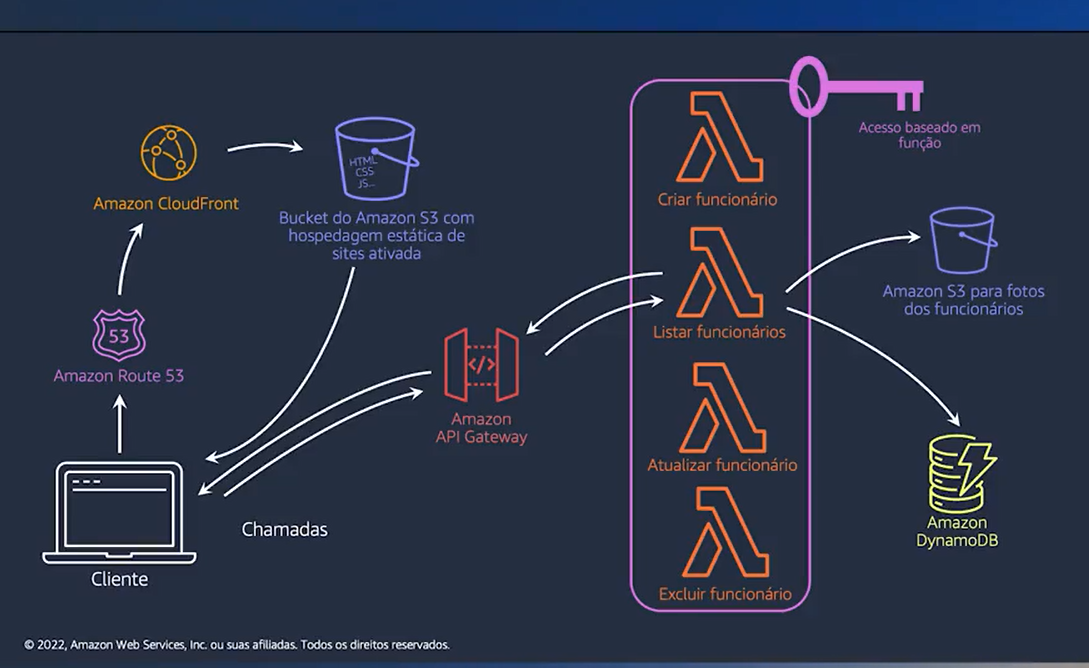 Acesso baseado em
função
HTML
CSS
JS...
Criar funcionário
Amazon CloudFront
Bucket do Amazon S3 com
hospedagem estática de
sites ativada
Amazon S3 para fotos
dos funcionários
53
Listar funcionários
Amazon Route 53
</>
Amazon
API Gateway
Atualizar funcionário
Chamadas
Amazon
DynamoDB
Cliente
Excluir funcionário
© 2022, Amazon Web Services, Inc. ou suas afiliadas. Todos os direitos reservados.